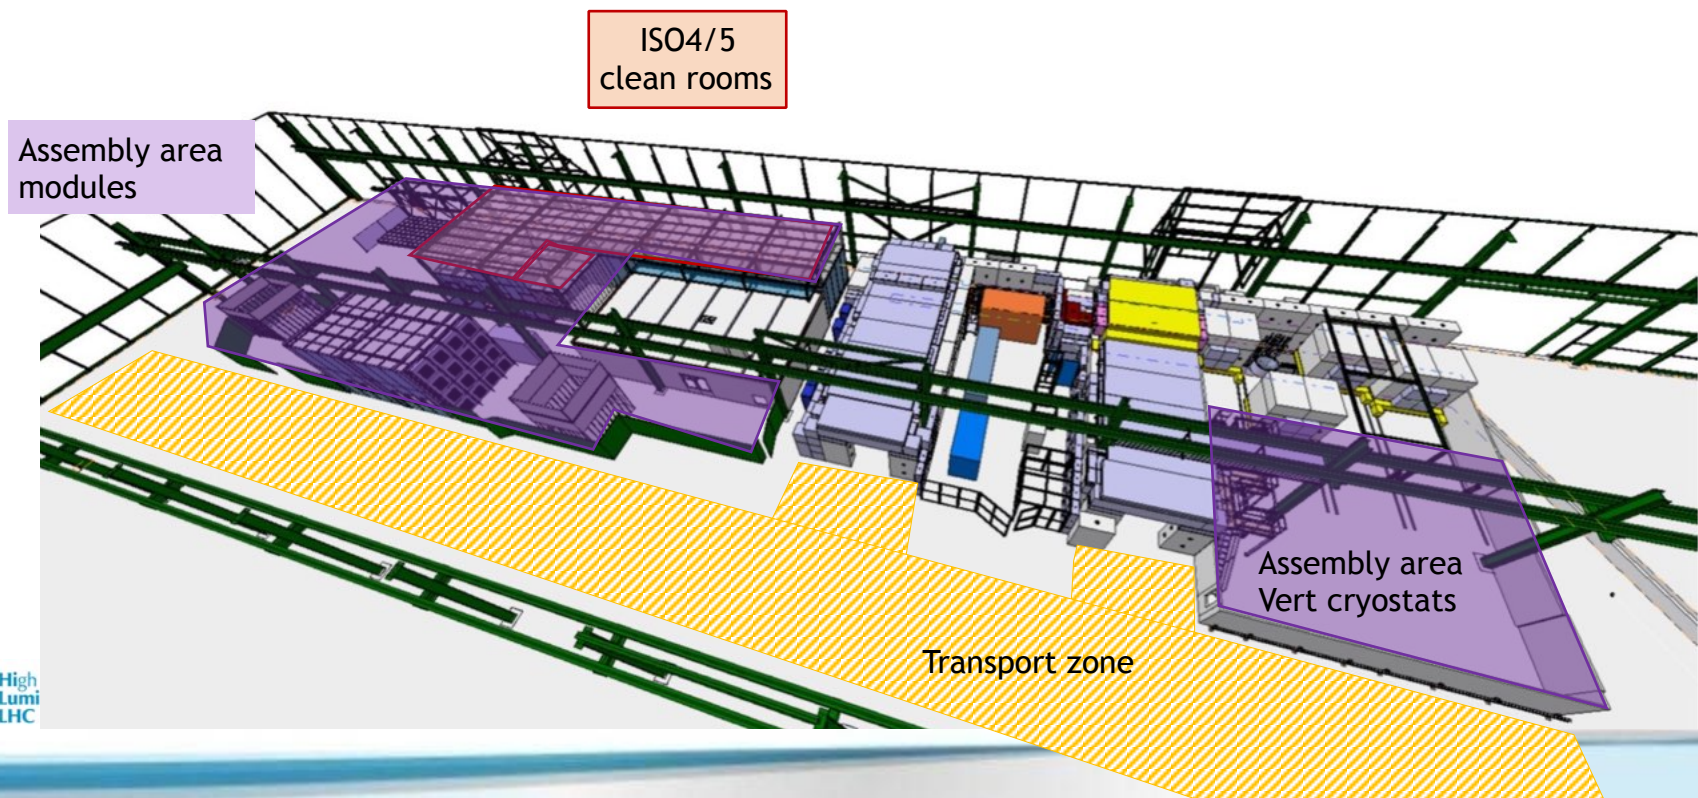 ISO4/5
clean rooms
Assembly area
modules
Assembly area
Vert cryostats
Transport zone
High
Lumi
LHC